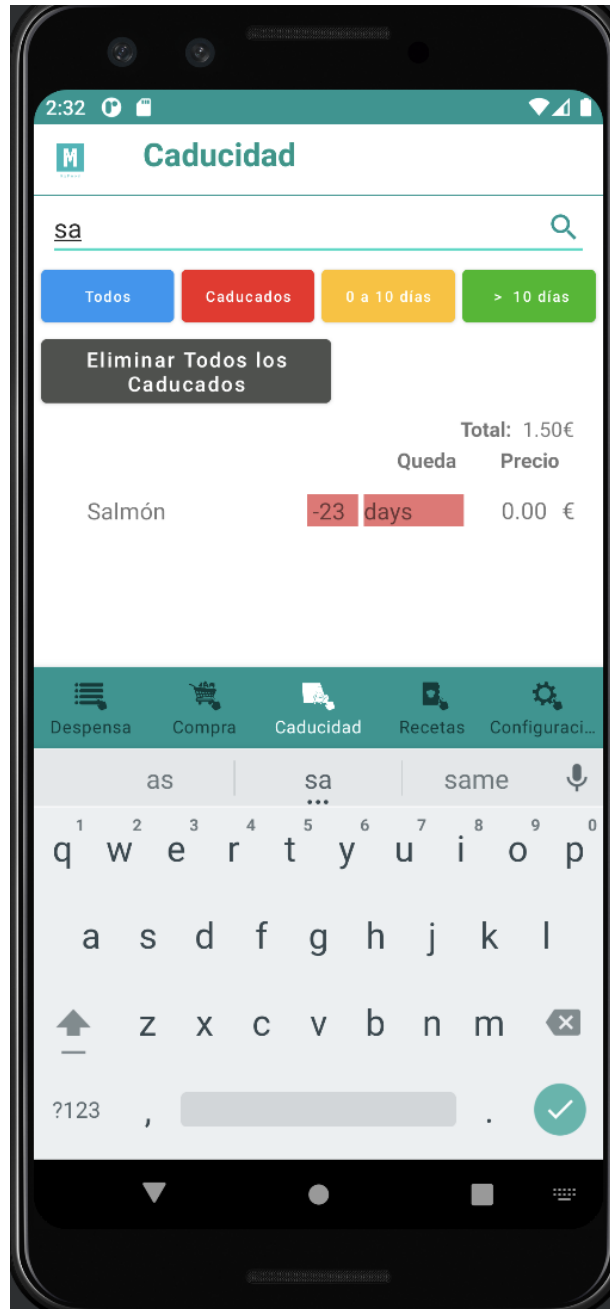 2:32
M
Caducidad
sa
Todos Caducados 0 a 10 días > 10 días
Eliminar Todos los
Caducados
Total: 1.50€
Queda Precio
Salmón -23 days 0.00 €
Despensa Compra Caducidad Recetas Configuraci...
as sa same
1 2 3 4 5 6 7 8 9 0
q w e r t y u i o p
a s d f g h j k l
z x c v b n m
?123 , .